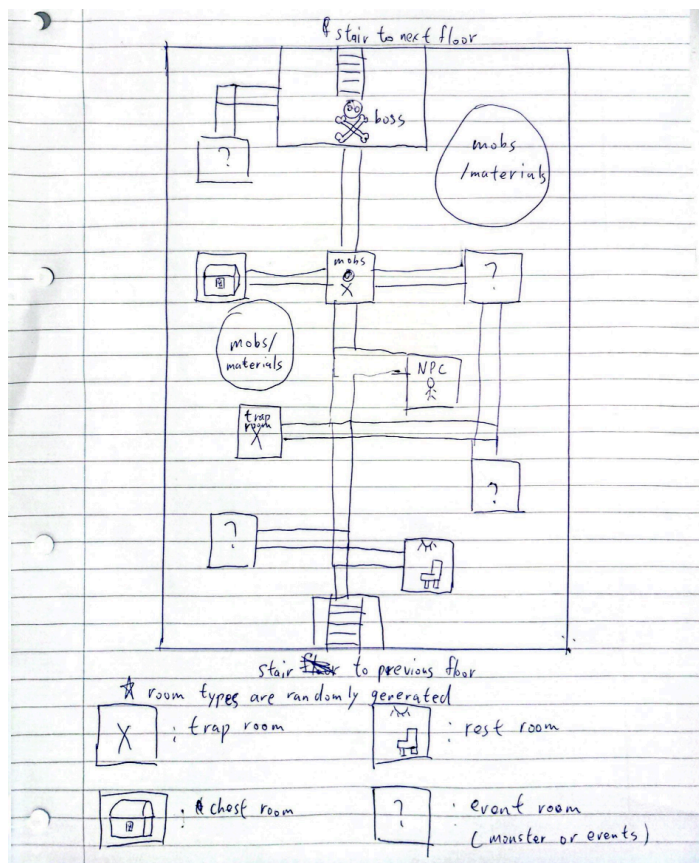 stair to next floor
boss
?
mobs
/materials
mobs
X
?
mobs/
materials
NPC
trap
room
X
?
?
stair floor to previous floor
☆ room types are randomly generated
X : trap room
: rest room
: chest room
? : event room
(monster or events)